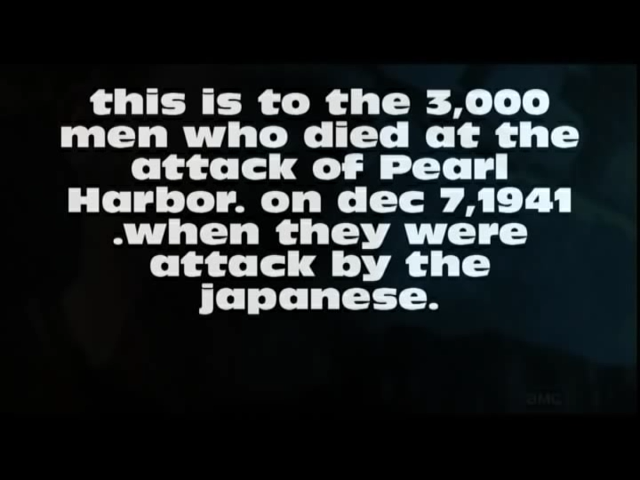 this is to the 3,000
men who died at the
attack of Pearl
Harbor. on dec 7,1941
.when they were
attack by the
japanese.
AMC